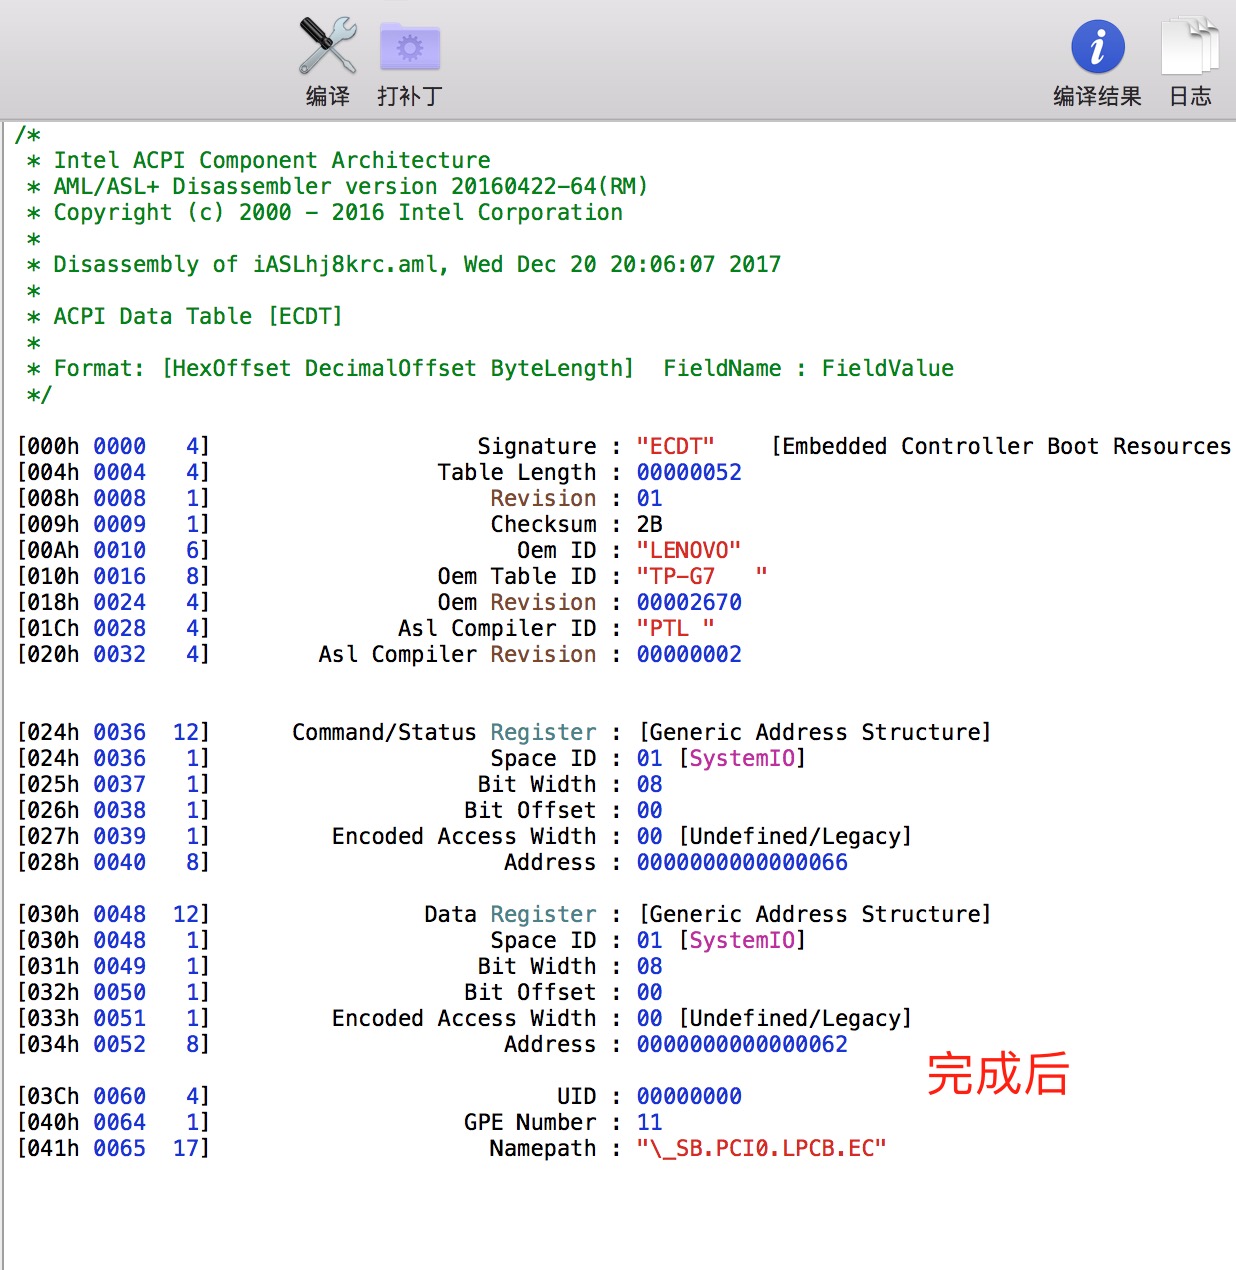 编译 打补丁 编译结果 日志
/*
 * Intel ACPI Component Architecture
 * AML/ASL+ Disassembler version 20160422-64(RM)
 * Copyright (c) 2000 - 2016 Intel Corporation
 *
 * Disassembly of iASLhj8krc.aml, Wed Dec 20 20:06:07 2017
 *
 * ACPI Data Table [ECDT]
 *
 * Format: [HexOffset DecimalOffset ByteLength]  FieldName : FieldValue
 */
[000h 0000   4]                    Signature : "ECDT"    [Embedded Controller Boot Resources
[004h 0004   4]                 Table Length : 00000052
[008h 0008   1]                     Revision : 01
[009h 0009   1]                     Checksum : 2B
[00Ah 0010   6]                       Oem ID : "LENOVO"
[010h 0016   8]                 Oem Table ID : "TP-G7   "
[018h 0024   4]                 Oem Revision : 00002670
[01Ch 0028   4]              Asl Compiler ID : "PTL "
[020h 0032   4]        Asl Compiler Revision : 00000002
[024h 0036  12]      Command/Status Register : [Generic Address Structure]
[024h 0036   1]                     Space ID : 01 [SystemIO]
[025h 0037   1]                    Bit Width : 08
[026h 0038   1]                   Bit Offset : 00
[027h 0039   1]         Encoded Access Width : 00 [Undefined/Legacy]
[028h 0040   8]                      Address : 0000000000000066
[030h 0048  12]                Data Register : [Generic Address Structure]
[030h 0048   1]                     Space ID : 01 [SystemIO]
[031h 0049   1]                    Bit Width : 08
[032h 0050   1]                   Bit Offset : 00
[033h 0051   1]         Encoded Access Width : 00 [Undefined/Legacy]
[034h 0052   8]                      Address : 0000000000000062
完成后
[03Ch 0060   4]                          UID : 00000000
[040h 0064   1]                   GPE Number : 11
[041h 0065  17]                     Namepath : "\_SB.PCI0.LPCB.EC"